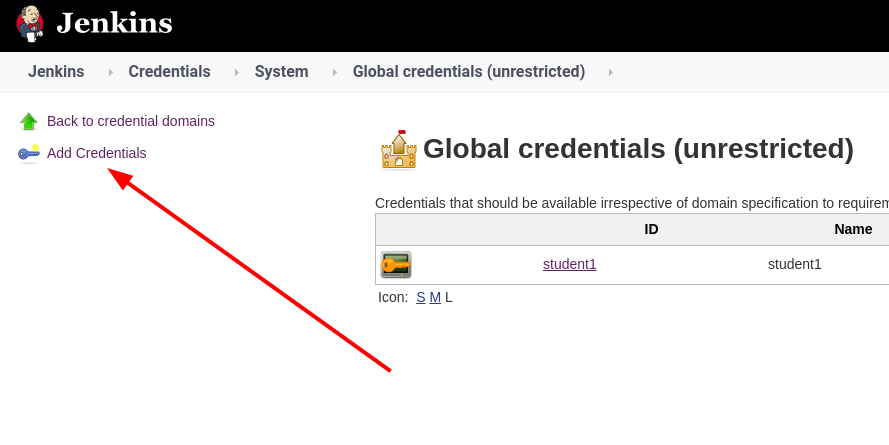 Jenkins
Jenkins Credentials System Global credentials (unrestricted)
Back to credential domains
Add Credentials
Global credentials (unrestricted)
Credentials that should be available irrespective of domain specification to requirem
ID Name
student1 student1
Icon: S M L